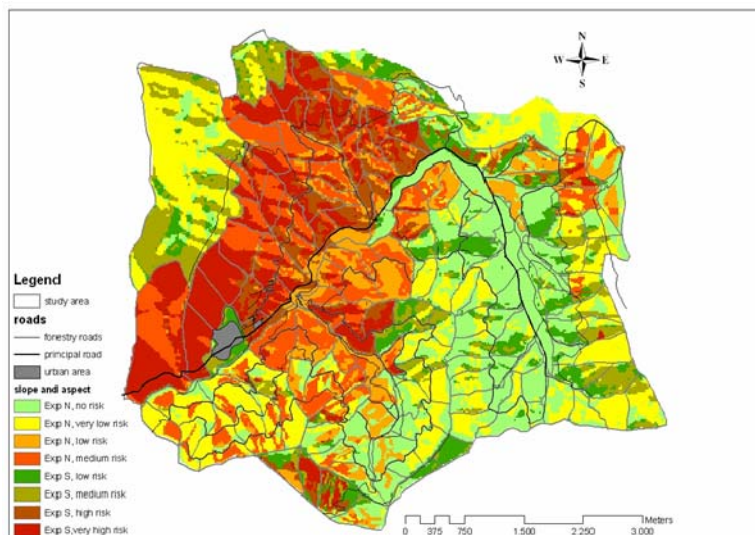 N
W E
S
Legend
study area
roads
forestry roads
principal road
urban area
slope and aspect
Exp N, no risk
Exp N, very low risk
Exp N, low risk
Exp N, medium risk
Exp S, low risk
Exp S, medium risk
Exp S, high risk
Exp S,very high risk
Meters
0 375 750 1.500 2.250 3.000